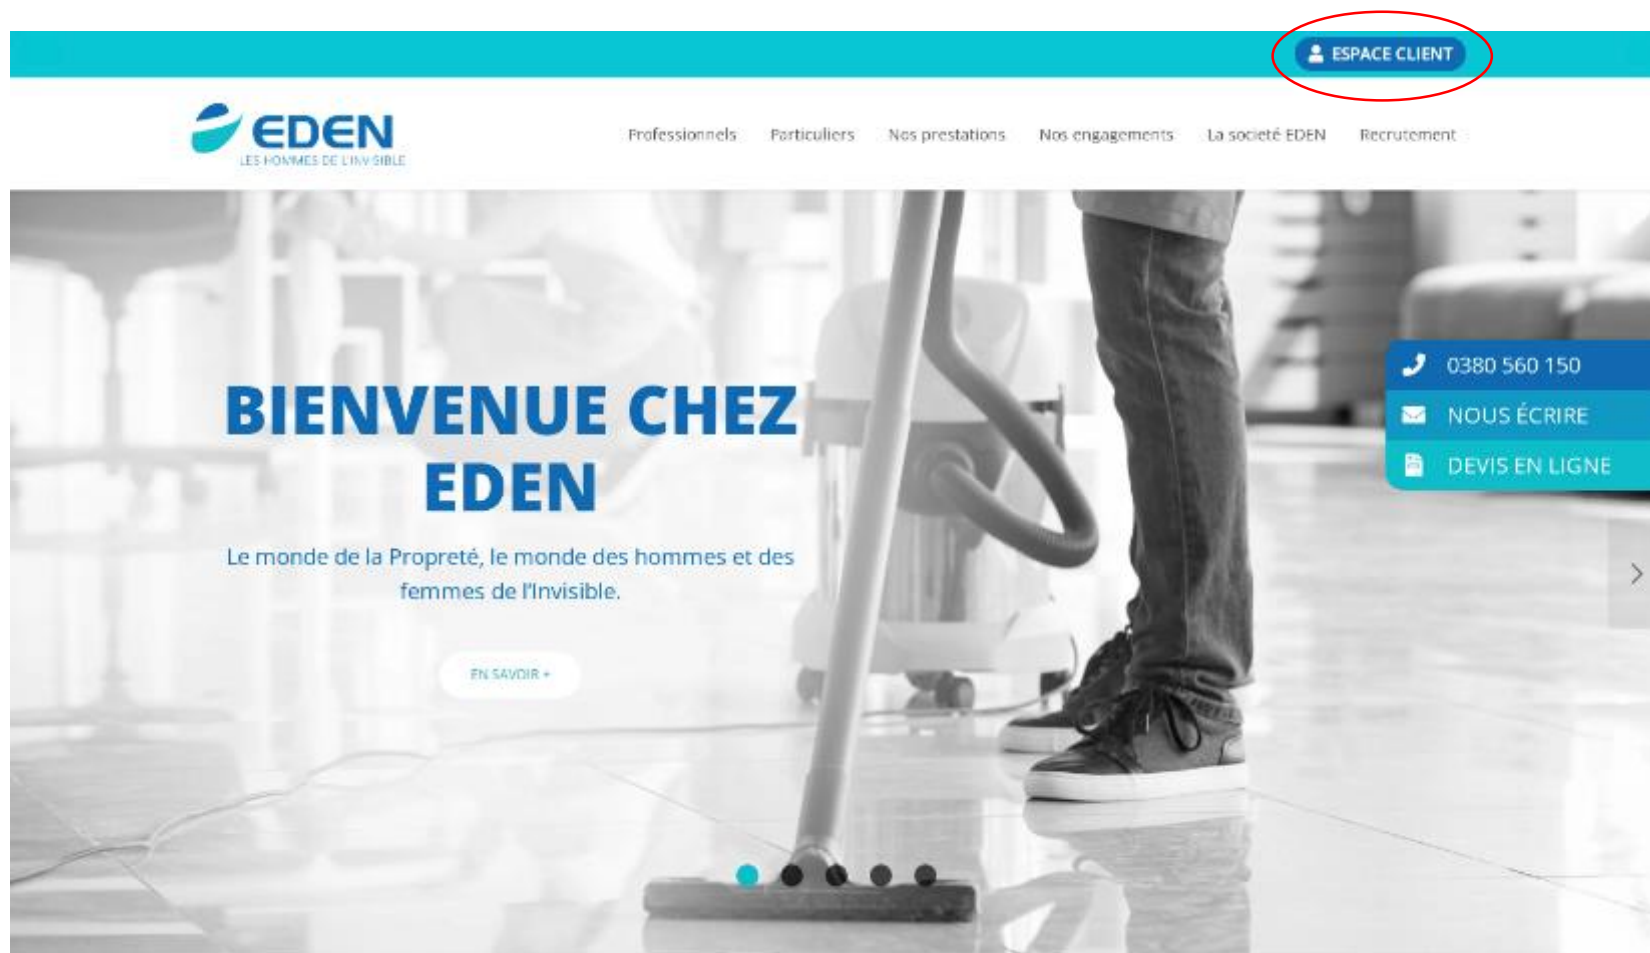 ESPACE CLIENT
EDEN
LES HOMMES DE L'INVISIBLE
Professionnels Particuliers Nos prestations Nos engagements La societé EDEN Recrutement
0380 560 150
NOUS ÉCRIRE
DEVIS EN LIGNE
BIENVENUE CHEZ
EDEN
Le monde de la Propreté, le monde des hommes et des
femmes de l'Invisible.
EN SAVOIR +